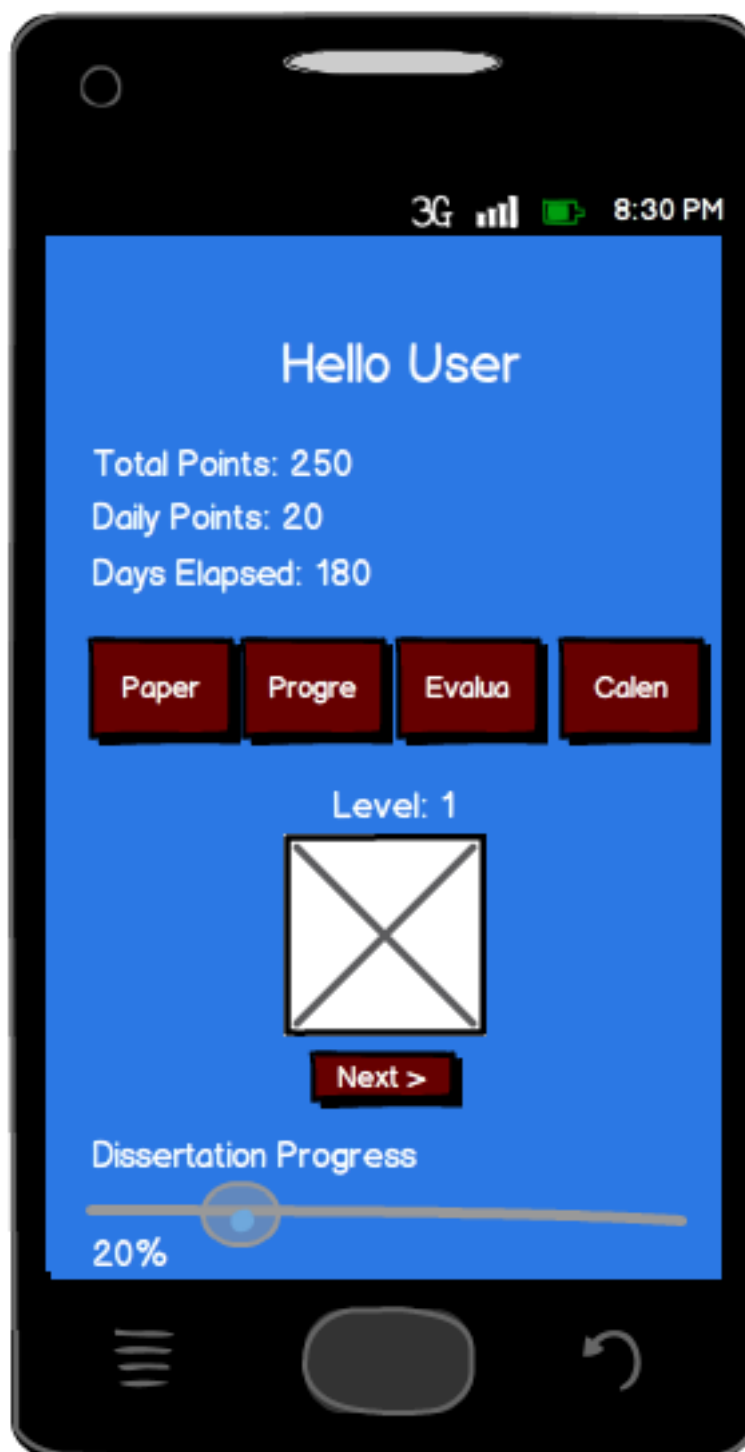 3G 8:30 PM
Hello User
Total Points: 250
Daily Points: 20
Days Elapsed: 180
Paper Progre Evalua Calen
Level: 1
Next >
Dissertation Progress
20%